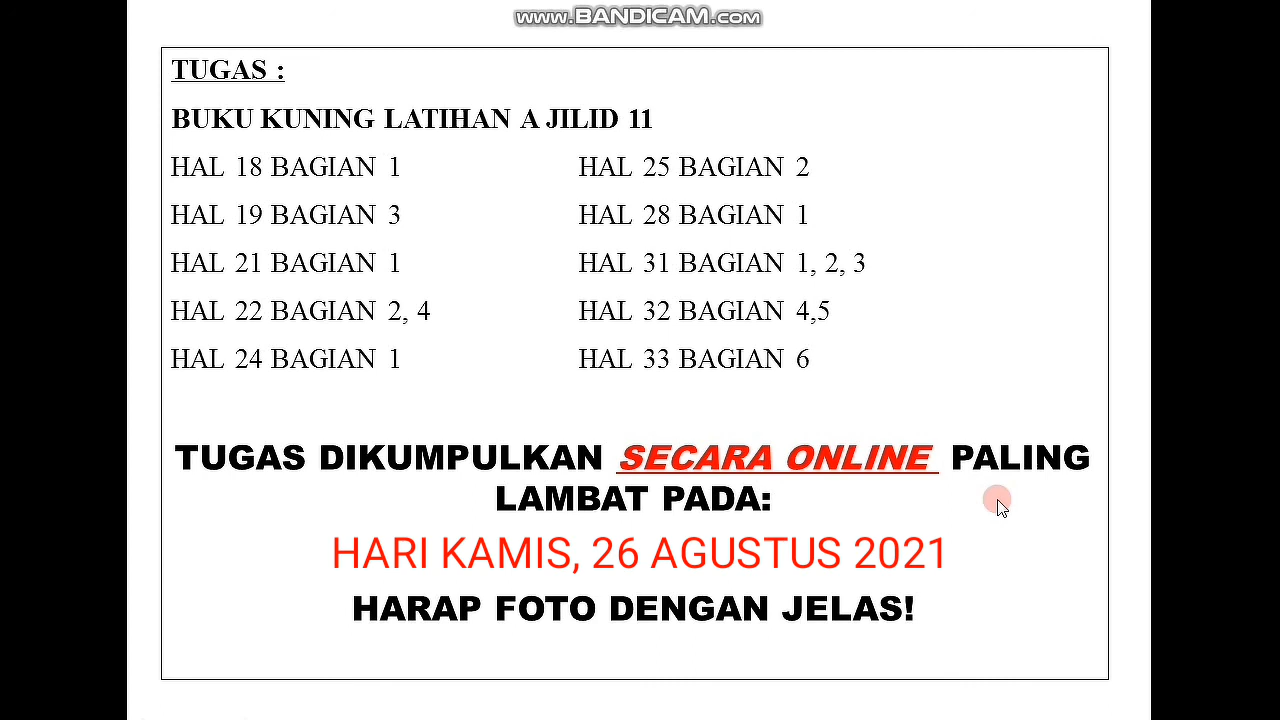 www.BANDICAM.com
TUGAS :
BUKU KUNING LATIHAN A JILID 11
HAL 18 BAGIAN 1
HAL 19 BAGIAN 3
HAL 21 BAGIAN 1
HAL 22 BAGIAN 2, 4
HAL 24 BAGIAN 1
HAL 25 BAGIAN 2
HAL 28 BAGIAN 1
HAL 31 BAGIAN 1, 2, 3
HAL 32 BAGIAN 4,5
HAL 33 BAGIAN 6
TUGAS DIKUMPULKAN SECARA ONLINE PALING
LAMBAT PADA:
HARI KAMIS, 26 AGUSTUS 2021
HARAP FOTO DENGAN JELAS!